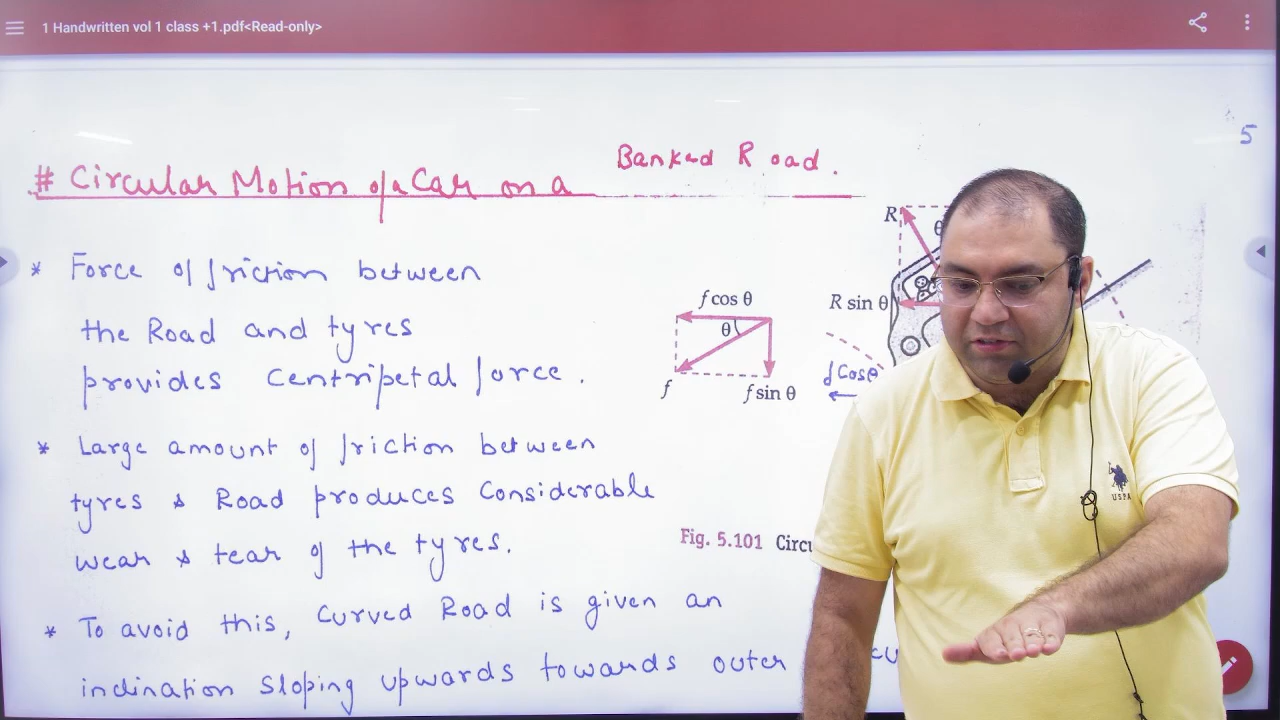 1 Handwritten vol 1 class +1.pdf<Read-only>
5
# Circular Motion of a Car on a Banked Road.
* Force of friction between
the Road and tyres
provides Centripetal force.
* Large amount of friction between
tyres & Road produces Considerable
wear & tear of the tyres.
* To avoid this, Curved Road is given an
inclination sloping upwards towards outer
R
θ
R sin θ
f cos θ
θ
f
f sin θ
f Cosθ
Fig. 5.101 Circu
USPA